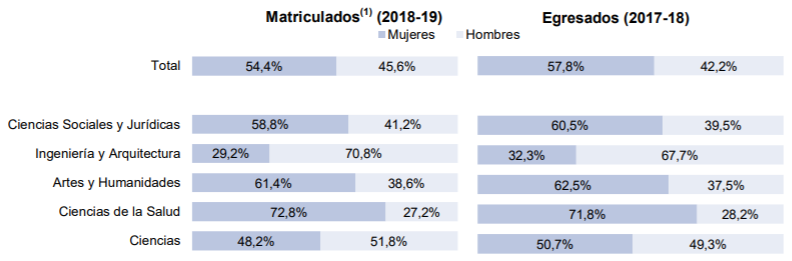 Matriculados(1) (2018-19) Egresados (2017-18)
Mujeres Hombres
Total 54,4% 45,6% 57,8% 42,2%
Ciencias Sociales y Jurídicas 58,8% 41,2% 60,5% 39,5%
Ingeniería y Arquitectura 29,2% 70,8% 32,3% 67,7%
Artes y Humanidades 61,4% 38,6% 62,5% 37,5%
Ciencias de la Salud 72,8% 27,2% 71,8% 28,2%
Ciencias 48,2% 51,8% 50,7% 49,3%